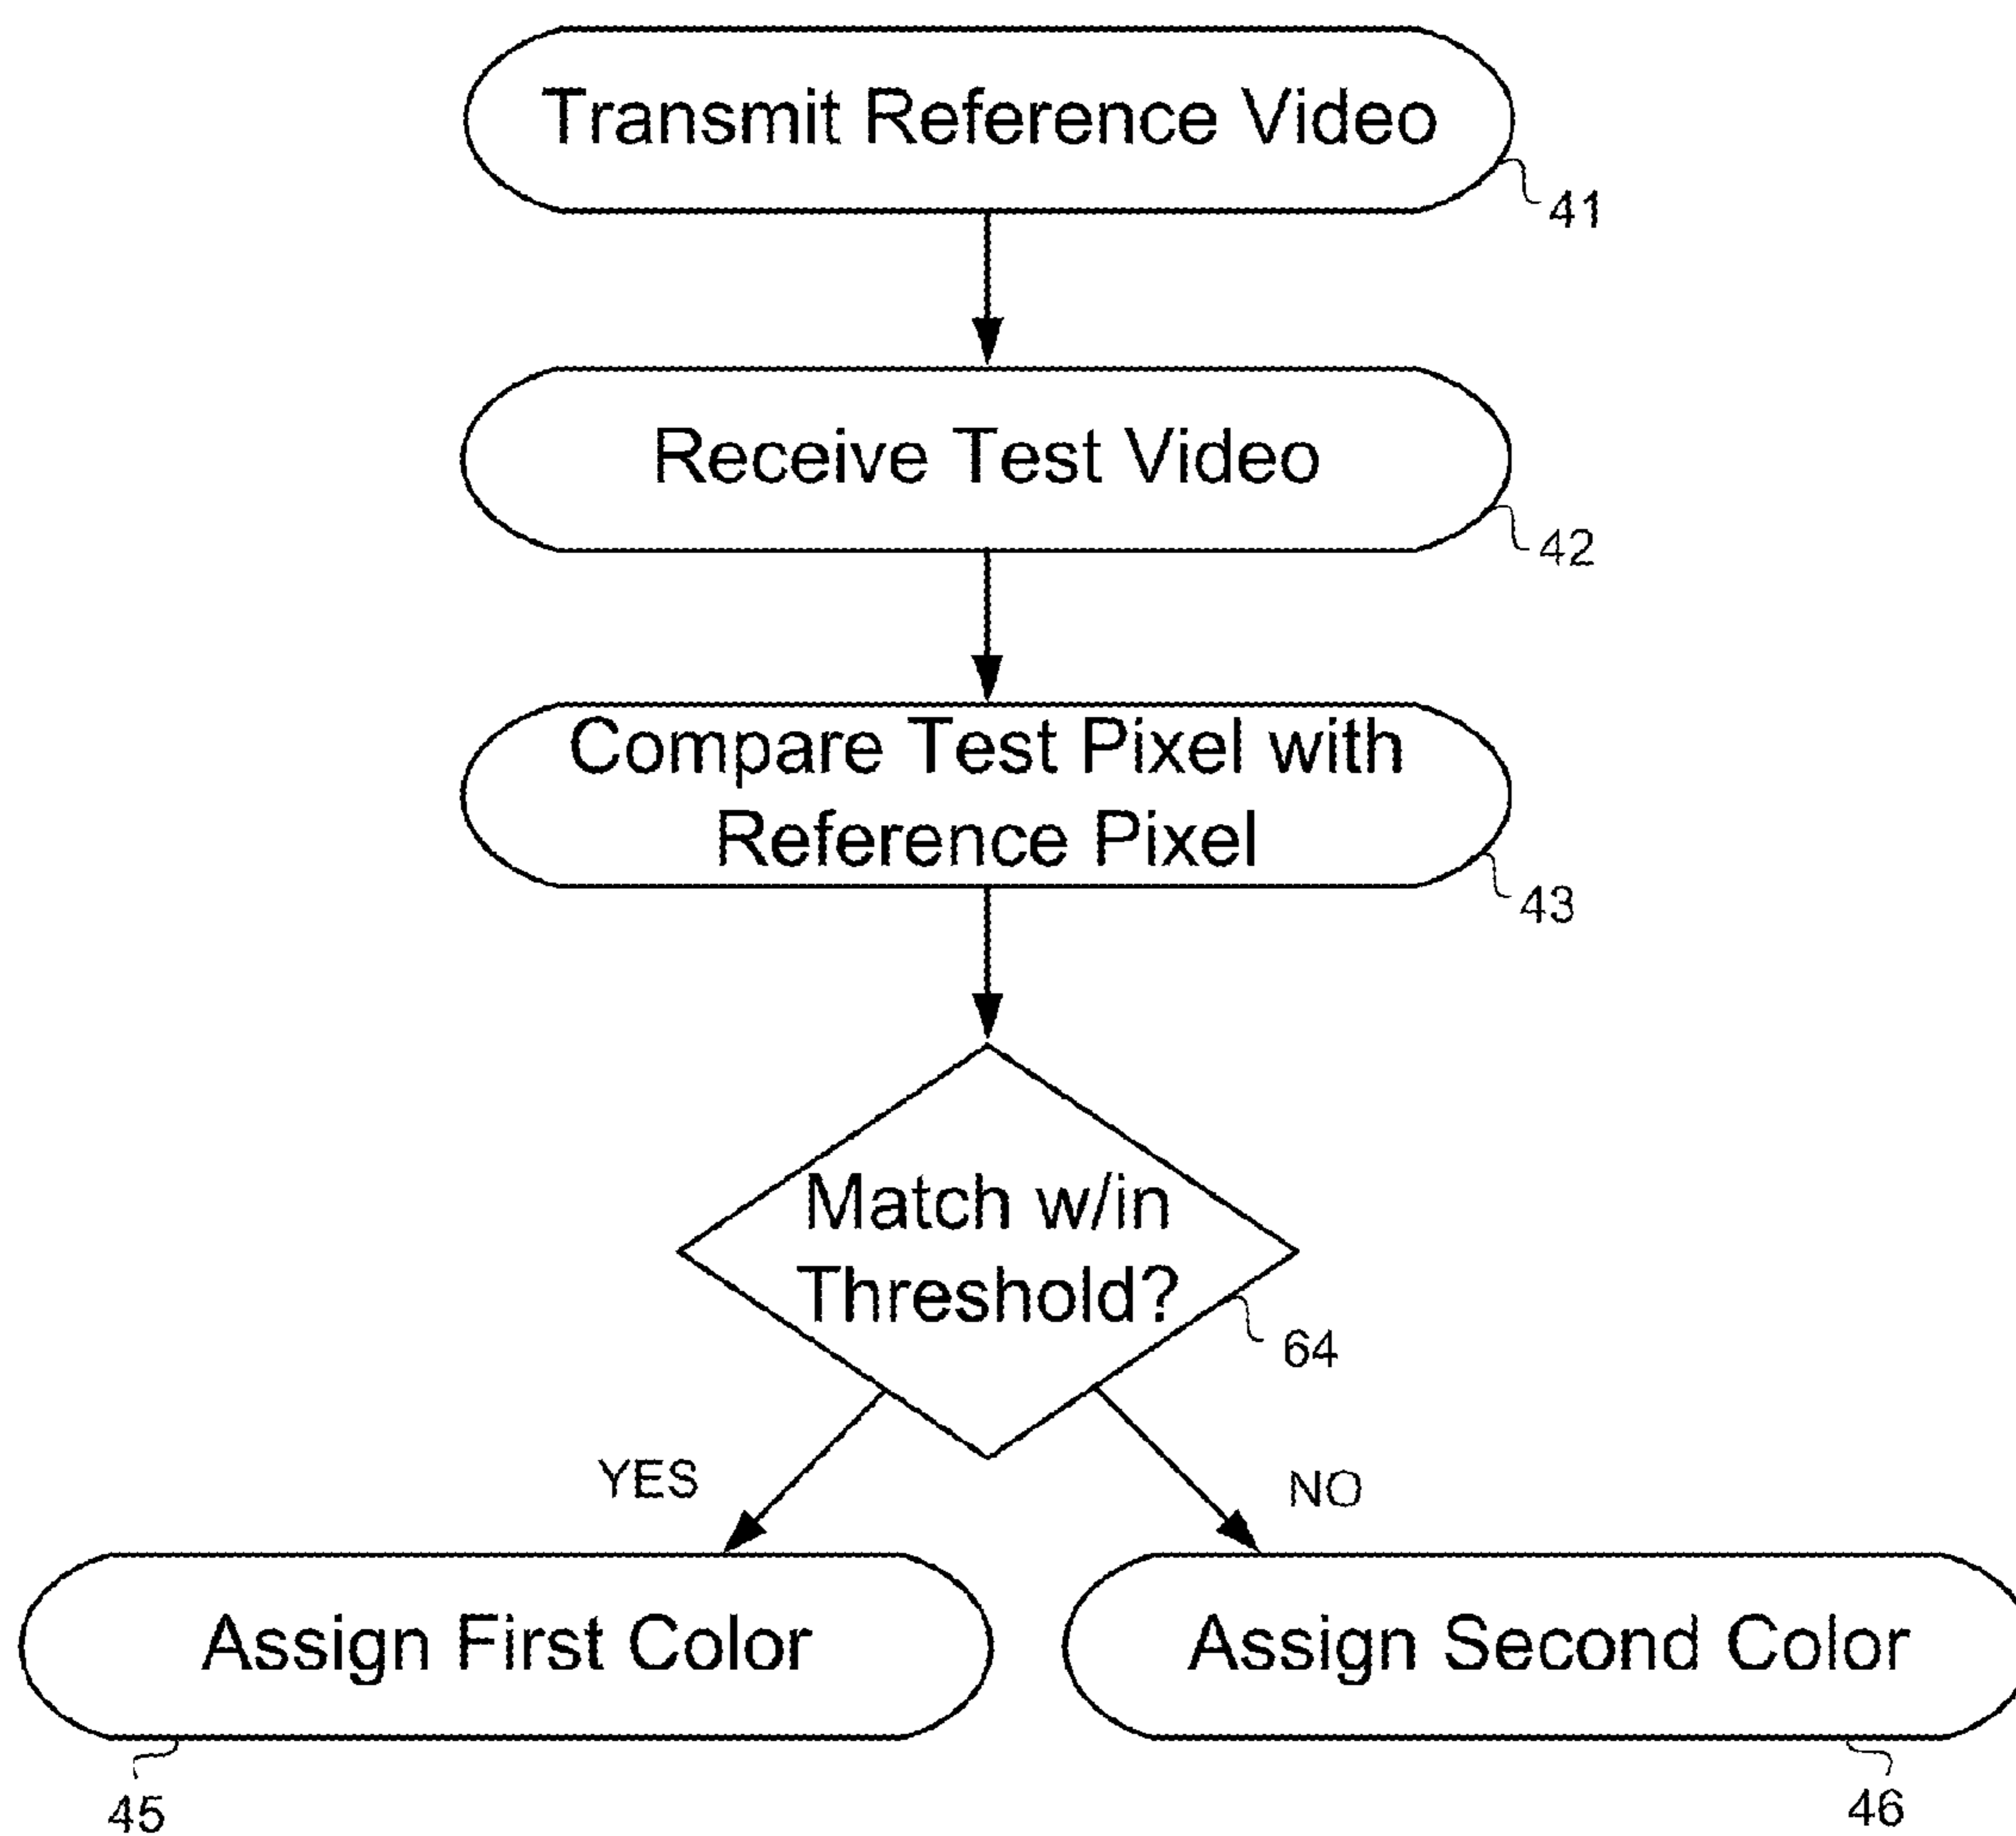 Transmit Reference Video
41
Receive Test Video
42
Compare Test Pixel with
Reference Pixel
43
Match w/in
Threshold?
64
YES
NO
Assign First Color
Assign Second Color
45
46